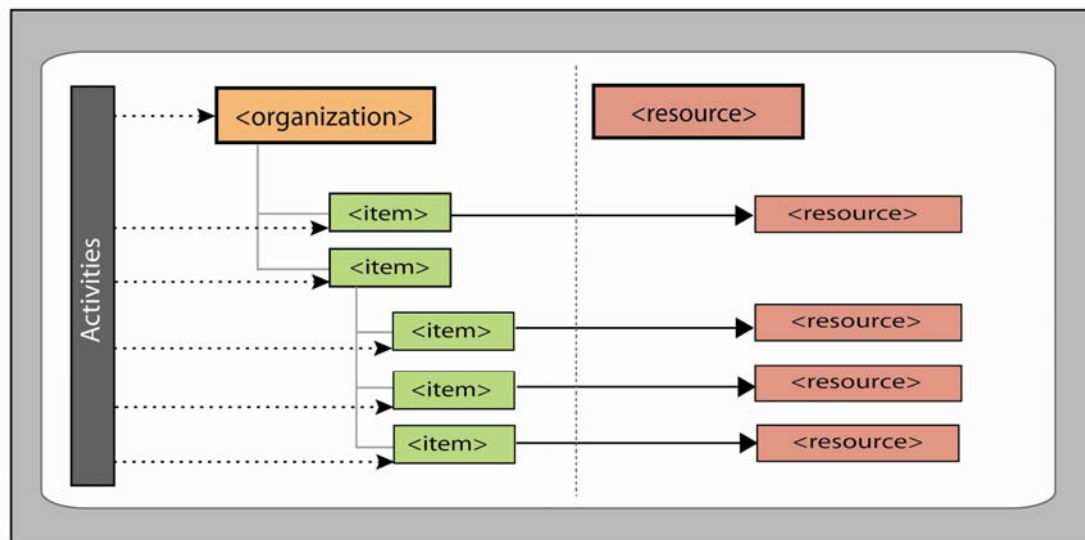 Activities
<organization>
<resource>
<item>
<resource>
<item>
<item>
<resource>
<item>
<resource>
<item>
<resource>